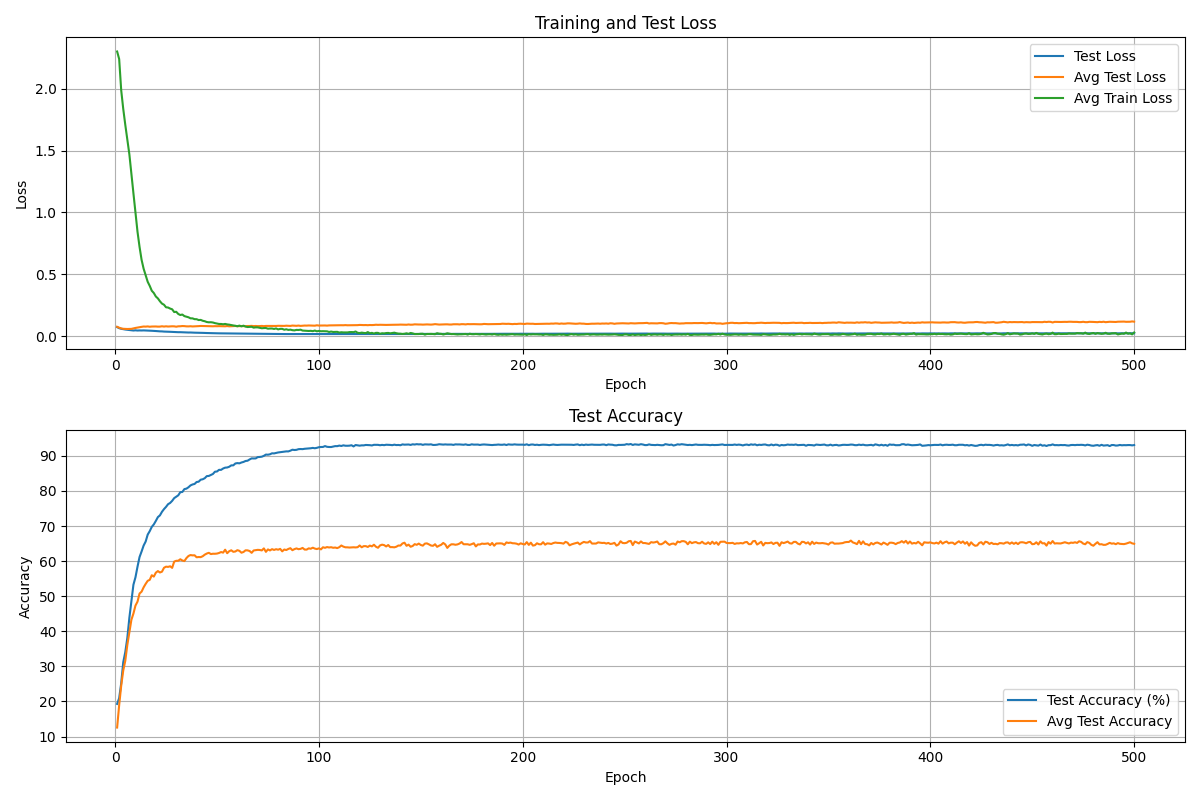 Training and Test Loss
Test Loss
Avg Test Loss
Avg Train Loss
Loss
2.0
1.5
1.0
0.5
0.0
0 100 200 300 400 500
Epoch
Test Accuracy
Accuracy
90
80
70
60
50
40
30
20
10
Test Accuracy (%)
Avg Test Accuracy
0 100 200 300 400 500
Epoch